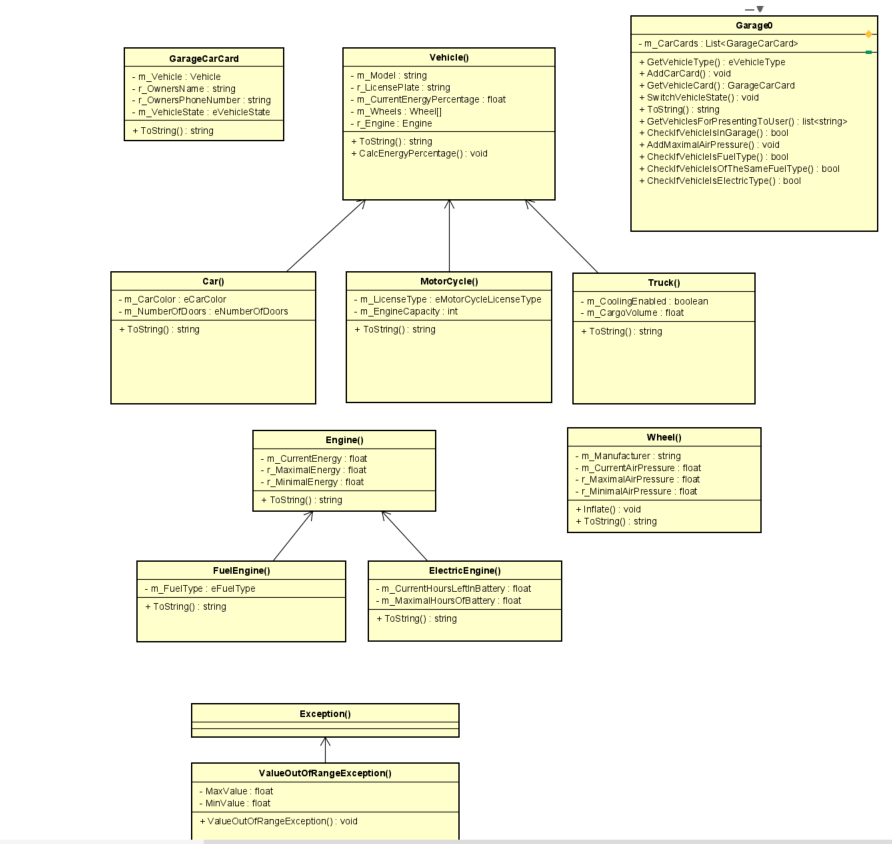 GarageCarCard
- m_Vehicle : Vehicle
- r_OwnersName : string
- r_OwnersPhoneNumber : string
- m_VehicleState : eVehicleState
+ ToString() : string
Vehicle()
- m_Model : string
- r_LicensePlate : string
- m_CurrentEnergyPercentage : float
- m_Wheels : Wheel[]
- r_Engine : Engine
+ ToString() : string
+ CalcEnergyPercentage() : void
Garage()
- m_CarCards : List<GarageCarCard>
+ GetVehicleType() : eVehicleType
+ AddCarCard() : void
+ GetVehicleCard() : GarageCarCard
+ SwitchVehicleState() : void
+ ToString() : string
+ GetVehiclesForPresentingToUser() : list<string>
+ CheckIfVehicleIsInGarage() : bool
+ AddMaximalAirPressure() : void
+ CheckIfVehicleIsFuelType() : bool
+ CheckIfVehicleIsOfTheSameFuelType() : bool
+ CheckIfVehicleIsElectricType() : bool
Car()
- m_CarColor : eCarColor
- m_NumberOfDoors : eNumberOfDoors
+ ToString() : string
MotorCycle()
- m_LicenseType : eMotorCycleLicenseType
- m_EngineCapacity : int
+ ToString() : string
Truck()
- m_CoolingEnabled : boolean
- m_CargoVolume : float
+ ToString() : string
Engine()
- m_CurrentEnergy : float
- r_MaximalEnergy : float
- r_MinimalEnergy : float
+ ToString() : string
Wheel()
- m_Manufacturer : string
- m_CurrentAirPressure : float
- r_MaximalAirPressure : float
- r_MinimalAirPressure : float
+ Inflate() : void
+ ToString() : string
FuelEngine()
- m_FuelType : eFuelType
+ ToString() : string
ElectricEngine()
- m_CurrentHoursLeftInBattery : float
- m_MaximalHoursOfBattery : float
+ ToString() : string
Exception()
ValueOutOfRangeException()
- MaxValue : float
- MinValue : float
+ ValueOutOfRangeException() : void